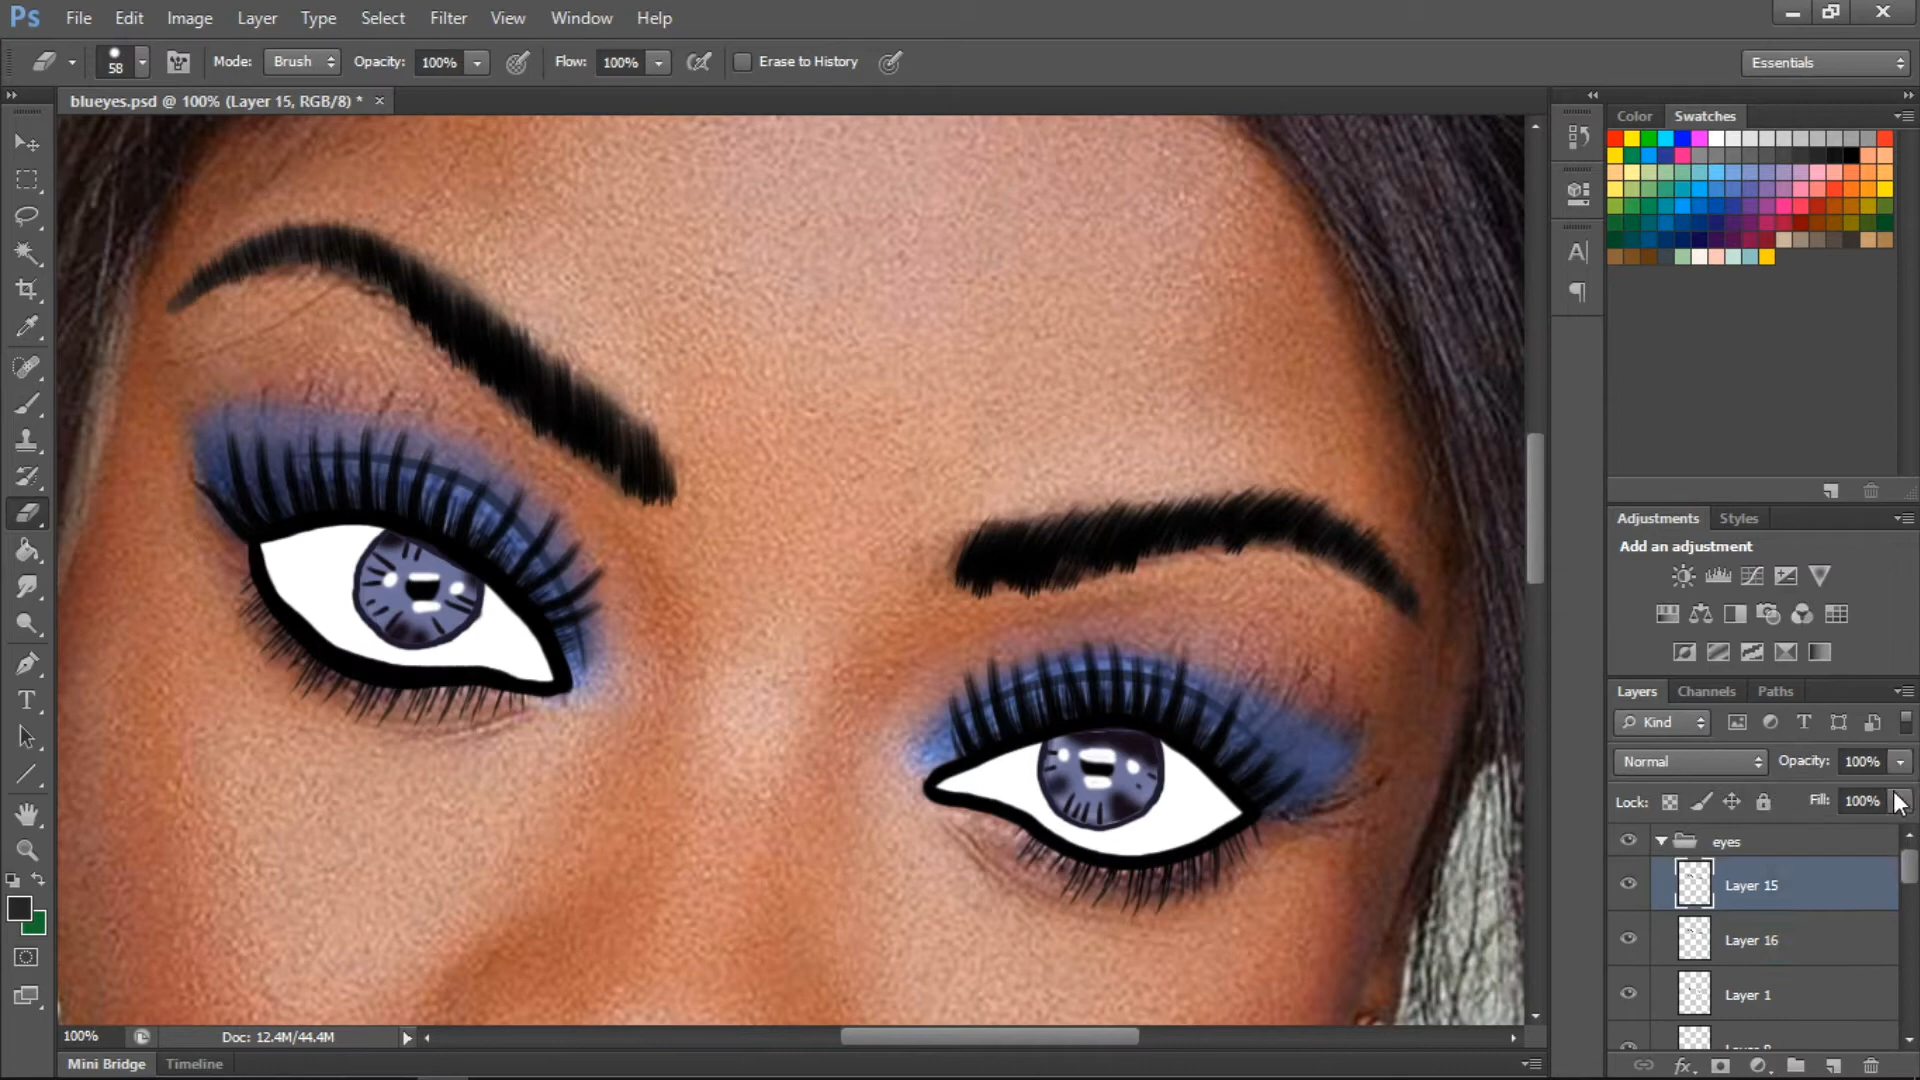 Ps File Edit Image Layer Type Select Filter View Window Help
58 Mode: Brush Opacity: 100% Flow: 100% Erase to History Essentials
blueyes.psd @ 100% (Layer 15, RGB/8) * ×
Color Swatches
Adjustments Styles
Add an adjustment
Layers Channels Paths
Kind
Normal Opacity: 100%
Lock: Fill: 100%
eyes
Layer 15
Layer 16
Layer 1
100% Doc: 12.4M/44.4M
Mini Bridge Timeline